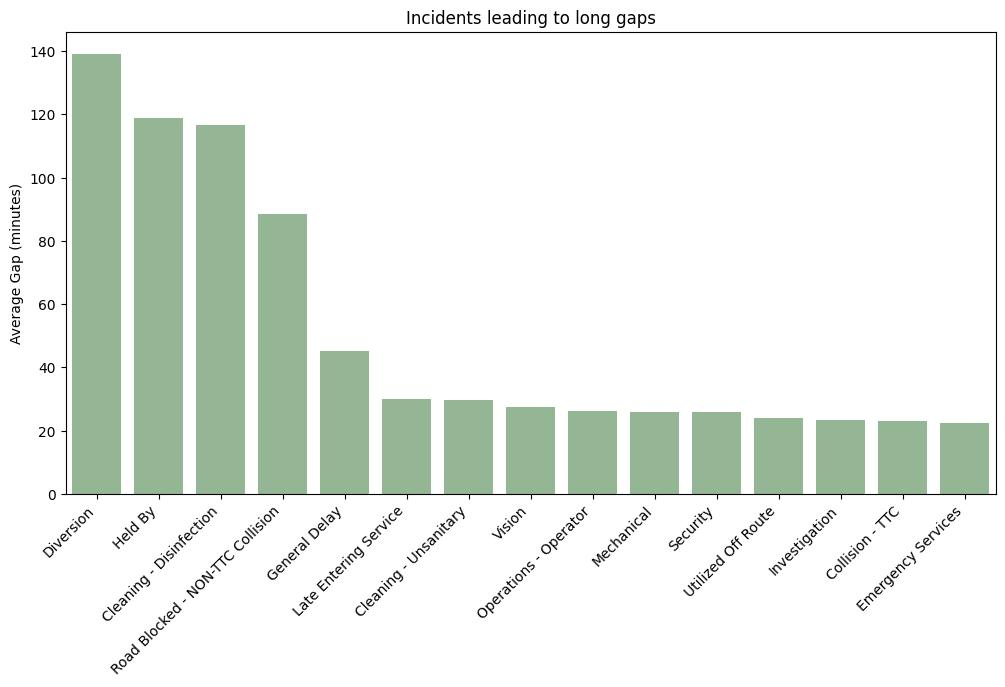 Incidents leading to long gaps
Average Gap (minutes)
140
120
100
80
60
40
20
0
Diversion
Held By
Cleaning - Disinfection
Road Blocked - NON-TTC Collision
General Delay
Late Entering Service
Cleaning - Unsanitary
Vision
Operations - Operator
Mechanical
Security
Utilized Off Route
Investigation
Collision - TTC
Emergency Services